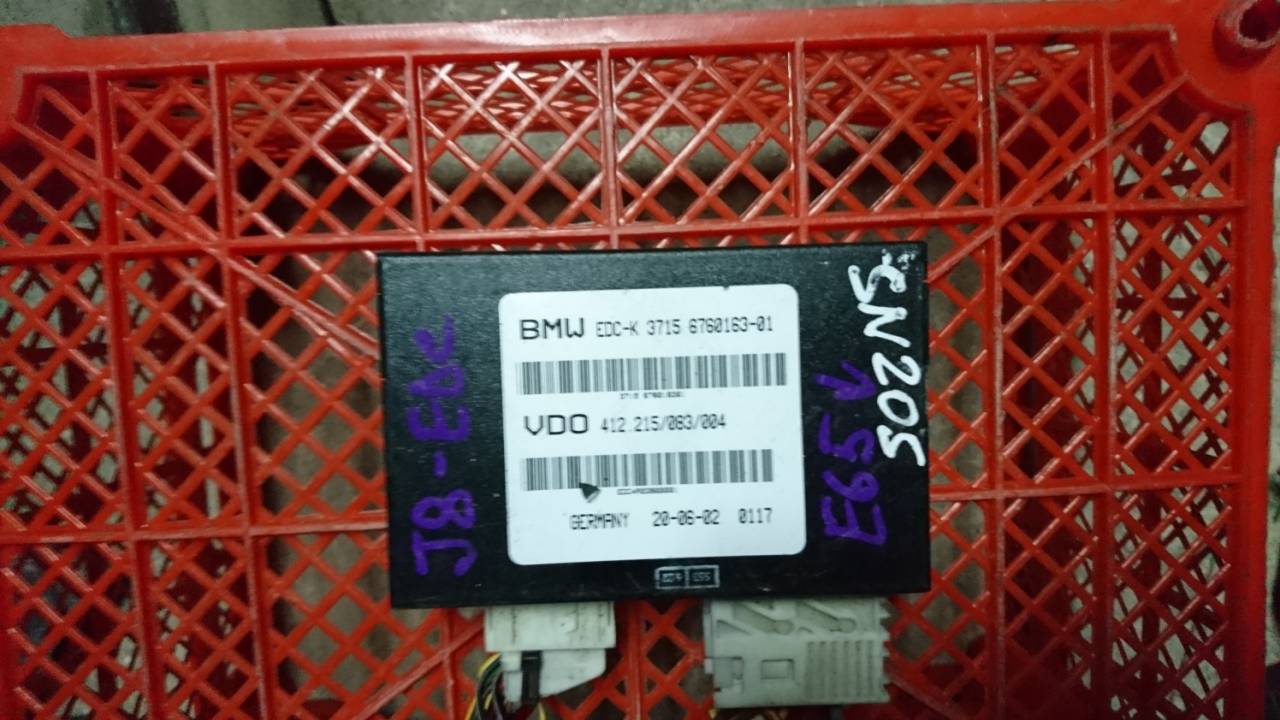 BMW EDC-K 3715 6760163-01
VDO 412.215/083/004
GERMANY 20-06-02 0117
J8-EDC
E65V
SN205